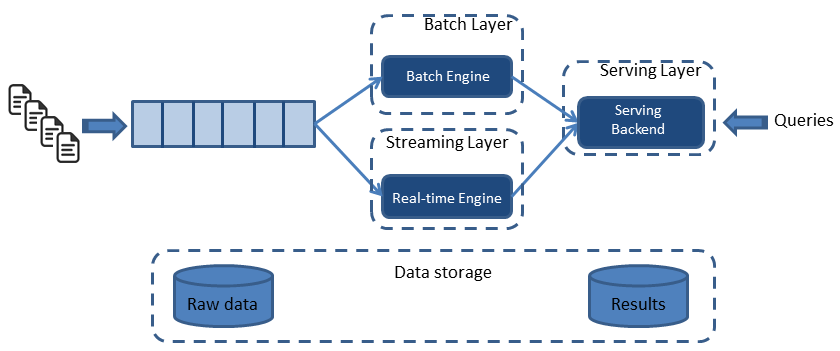 Batch Layer
Batch Engine
Serving Layer
Serving
Backend
Queries
Streaming Layer
Real-time Engine
Data storage
Raw data
Results